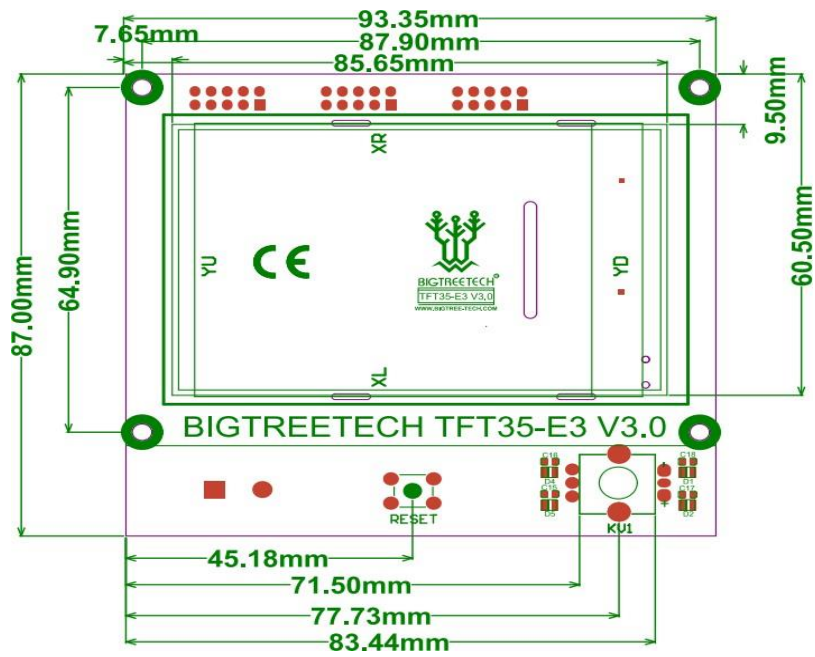 93.35mm
7.65mm
87.90mm
85.65mm
9.50mm
XR
60.50mm
64.90mm
87.00mm
YU
CE
YD
BIGTREETECH
TFT35-E3 V3.0
WWW.BIGTREE-TECH.COM
XL
BIGTREETECH TFT35-E3 V3.0
C16
C18
D4
D1
C15
C17
D5
D2
RESET
KV1
45.18mm
71.50mm
77.73mm
83.44mm